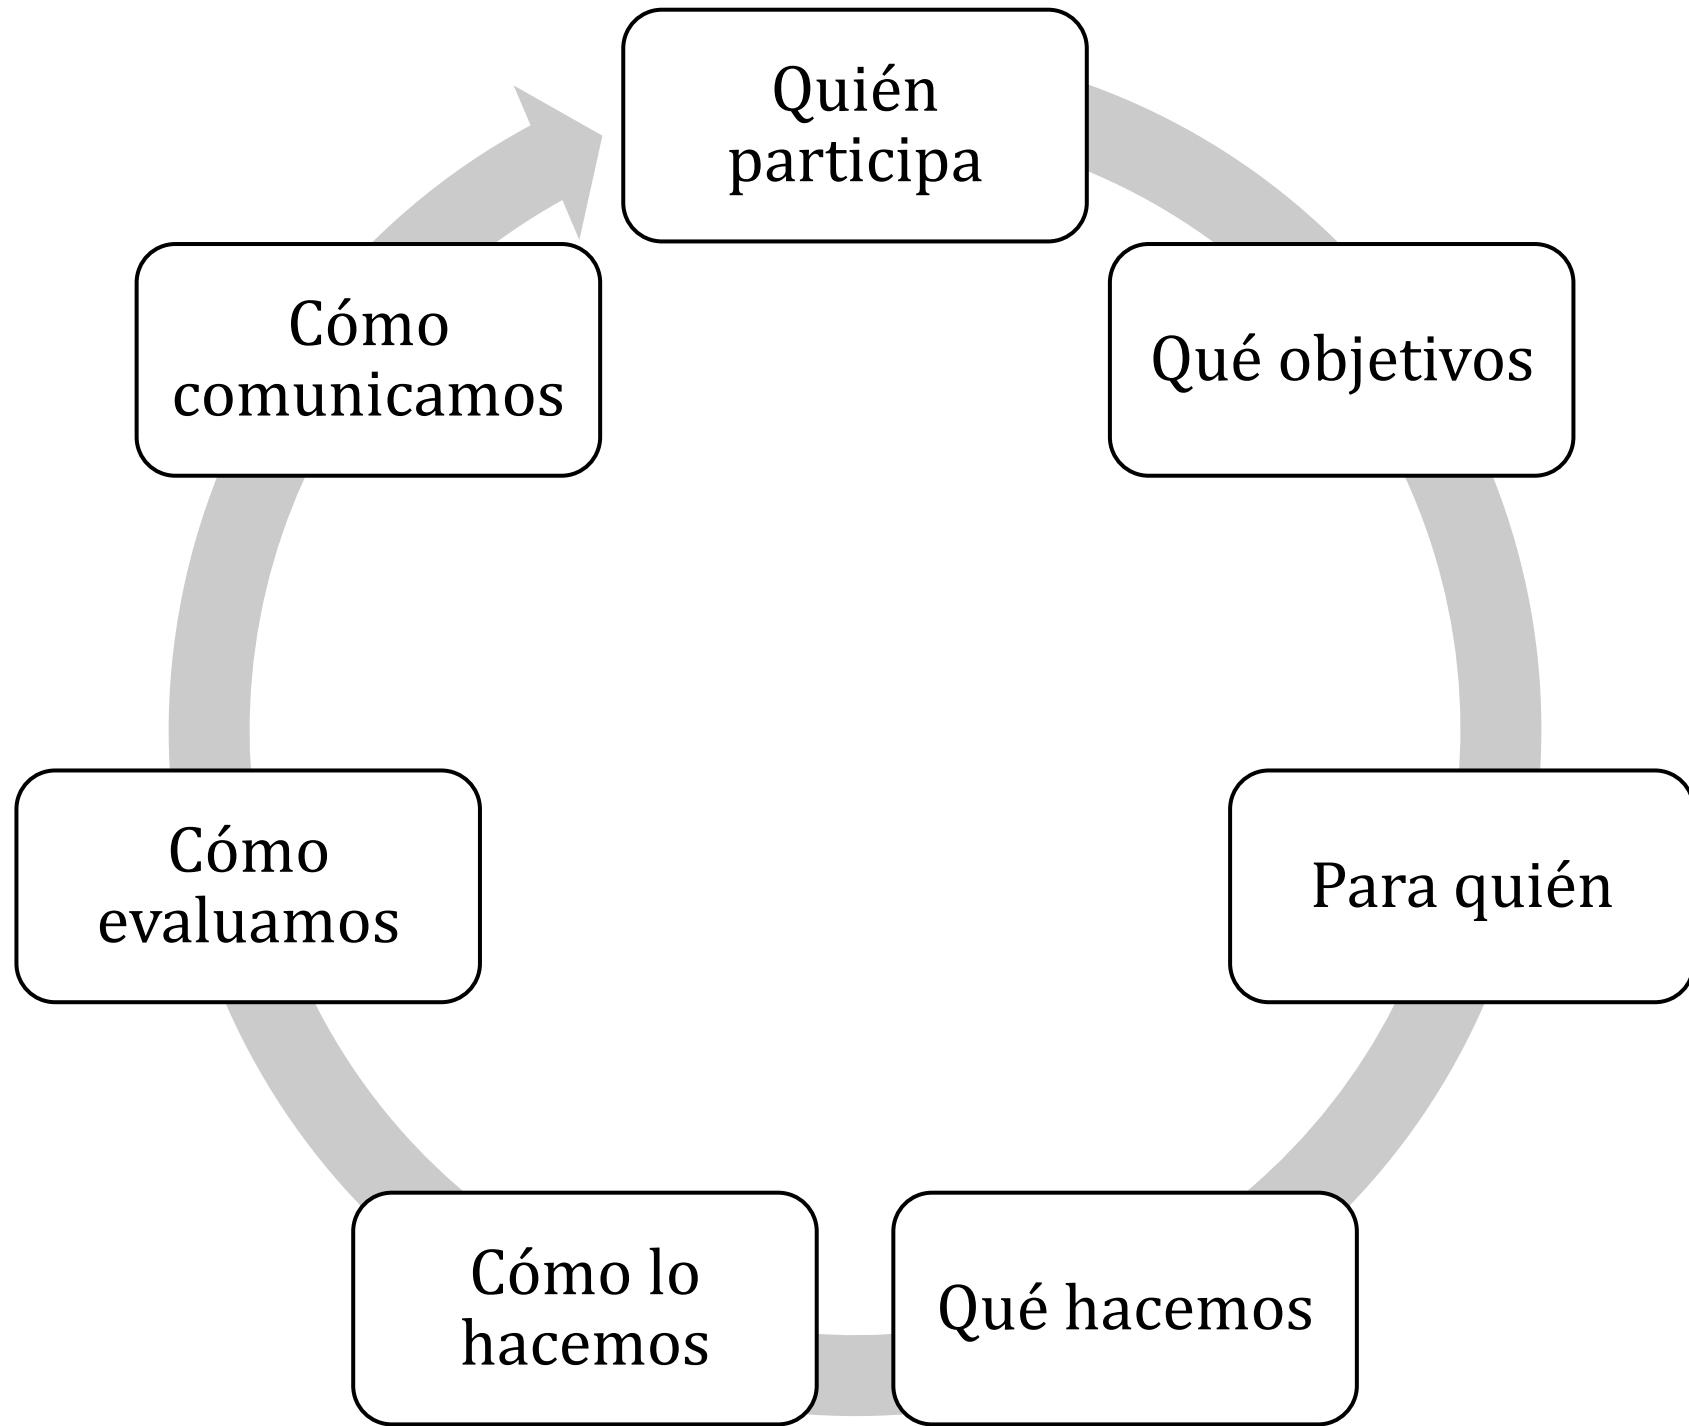 Quién
participa
Qué objetivos
Para quién
Qué hacemos
Cómo lo
hacemos
Cómo
evaluamos
Cómo
comunicamos